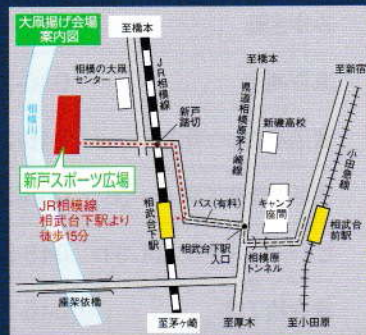 大凧揚げ会場
案内図
至橋本
至橋本
至新宿
相模の大凧
センター
JR相模線
新戸
踏切
県道相模原茅ヶ崎線
新磯高校
小田急線
相模川
新戸スポーツ広場
JR相模線
相武台下駅より
徒歩15分
相武台下駅
バス(有料)
キャンプ
座間
相武台
前駅
相武台下駅
入口
相模原
トンネル
座架依橋
至茅ヶ崎
至厚木
至小田原